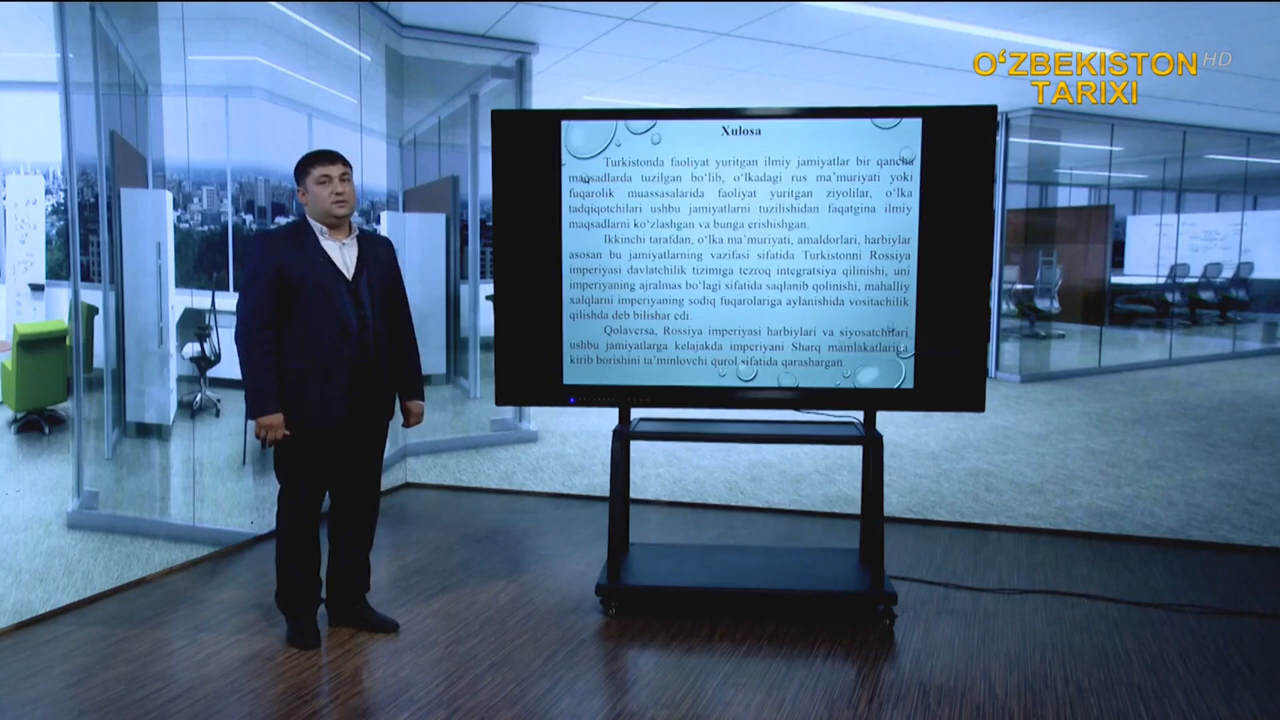 O‘ZBEKISTON HD
TARIXI
Xulosa
Turkistonda faoliyat yuritgan ilmiy jamiyatlar bir qancha
maqsadlarda tuzilgan bo‘lib, o‘lkadagi rus ma’muriyati yoki
fuqarolik muassasalarida faoliyat yuritgan ziyolilar, o‘lka
tadqiqotchilari ushbu jamiyatlarni tuzilishidan faqatgina ilmiy
maqsadlarni ko‘zlashgan va bunga erishishgan.
Ikkinchi tarafdan, o‘lka ma’muriyati, amaldorlari, harbiylar
asosan bu jamiyatlarning vazifasi sifatida Turkistonni Rossiya
imperiyasi davlatchilik tizimiga tezroq integratsiya qilinishi, uni
imperiyaning ajralmas bo‘lagi sifatida saqlanib qolinishi, mahalliy
xalqlarni imperiyaning sodiq fuqarolariga aylanishida vositachilik
qilishda deb bilishar edi.
Qolaversa, Rossiya imperiyasi harbiylari va siyosatchilari
ushbu jamiyatlarga kelajakda imperiyani Sharq mamlakatlariga
kirib borishini ta’minlovchi qurol sifatida qarashgan.